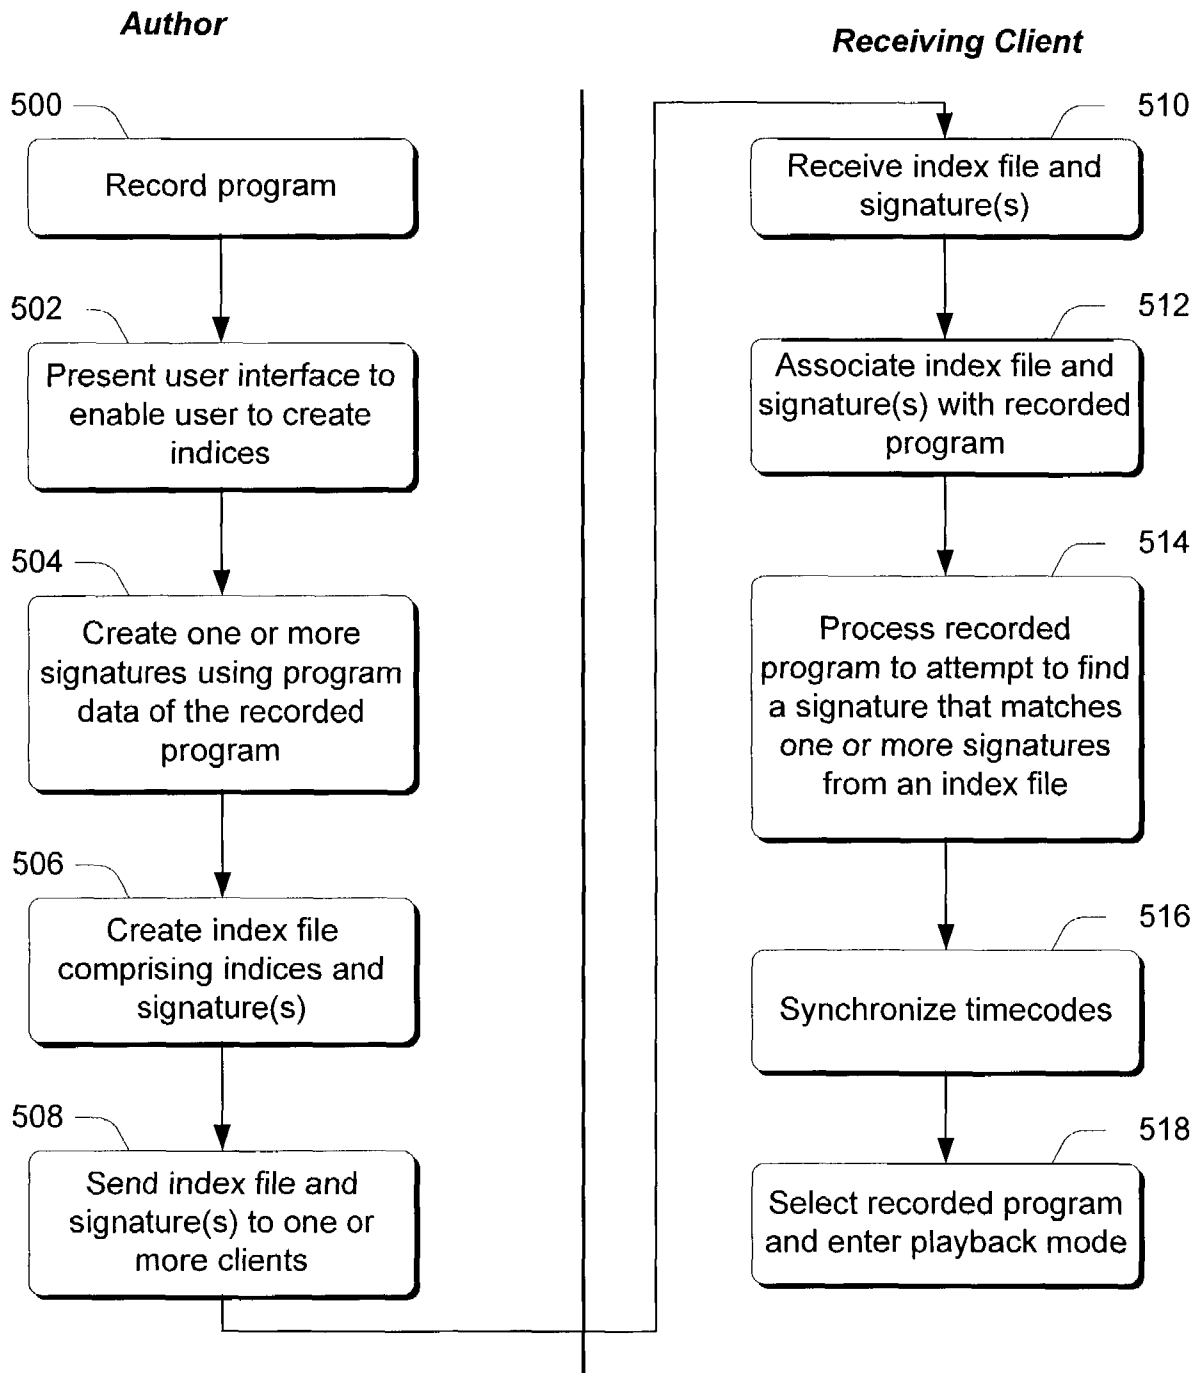 Author
500
Record program
502
Present user interface to
enable user to create
indices
504
Create one or more
signatures using program
data of the recorded
program
506
Create index file
comprising indices and
signature(s)
508
Send index file and
signature(s) to one or
more clients
Receiving Client
510
Receive index file and
signature(s)
512
Associate index file and
signature(s) with recorded
program
514
Process recorded
program to attempt to find
a signature that matches
one or more signatures
from an index file
516
Synchronize timecodes
518
Select recorded program
and enter playback mode